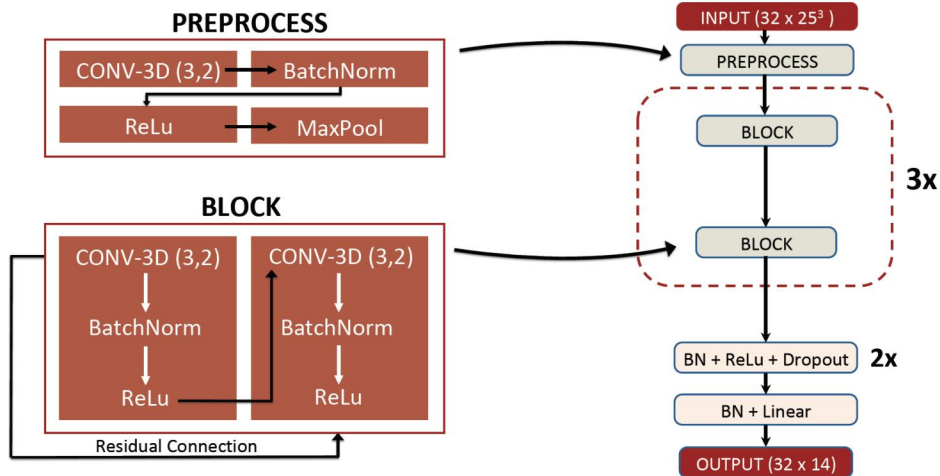 PREPROCESS
CONV-3D (3,2)
BatchNorm
ReLu
MaxPool
BLOCK
CONV-3D (3,2)
BatchNorm
ReLu
CONV-3D (3,2)
BatchNorm
ReLu
Residual Connection
INPUT (32 x 25³ )
PREPROCESS
BLOCK
3x
BLOCK
BN + ReLu + Dropout
2x
BN + Linear
OUTPUT (32 x 14)